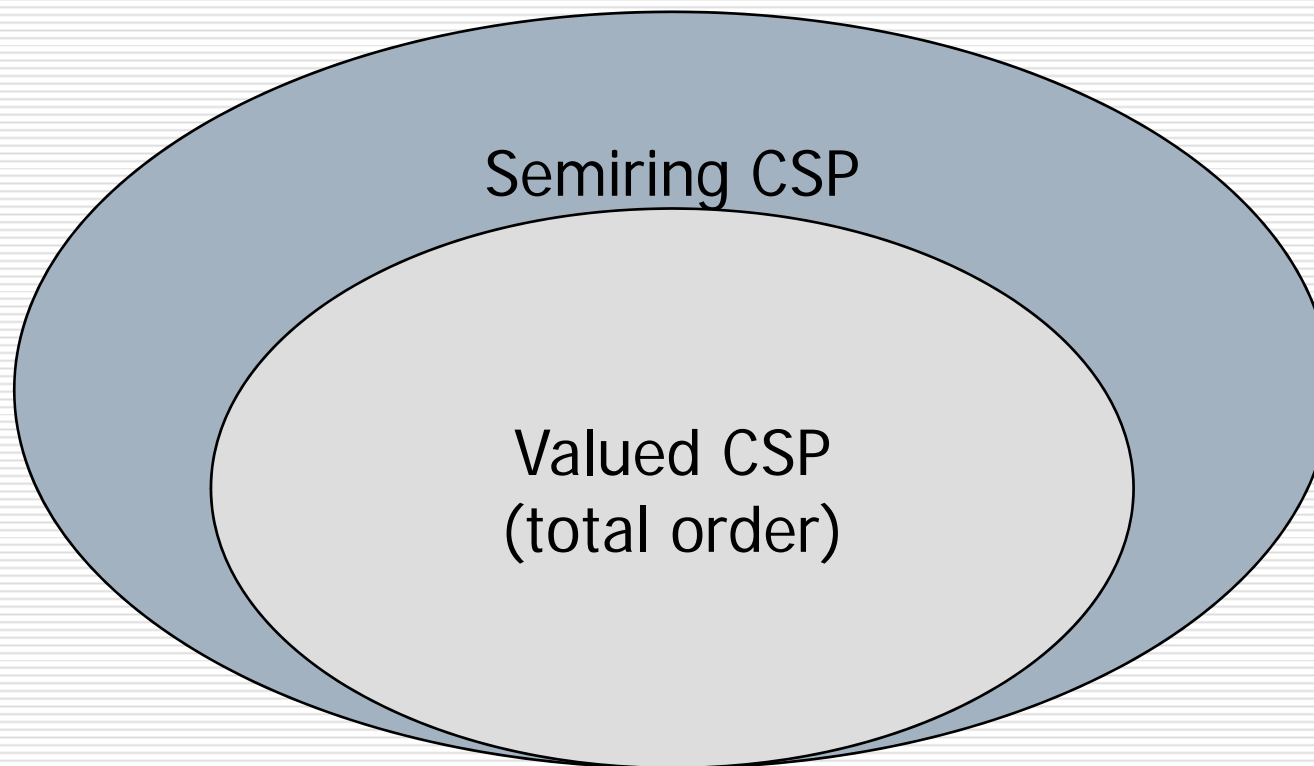 Semiring CSP
Valued CSP
(total order)